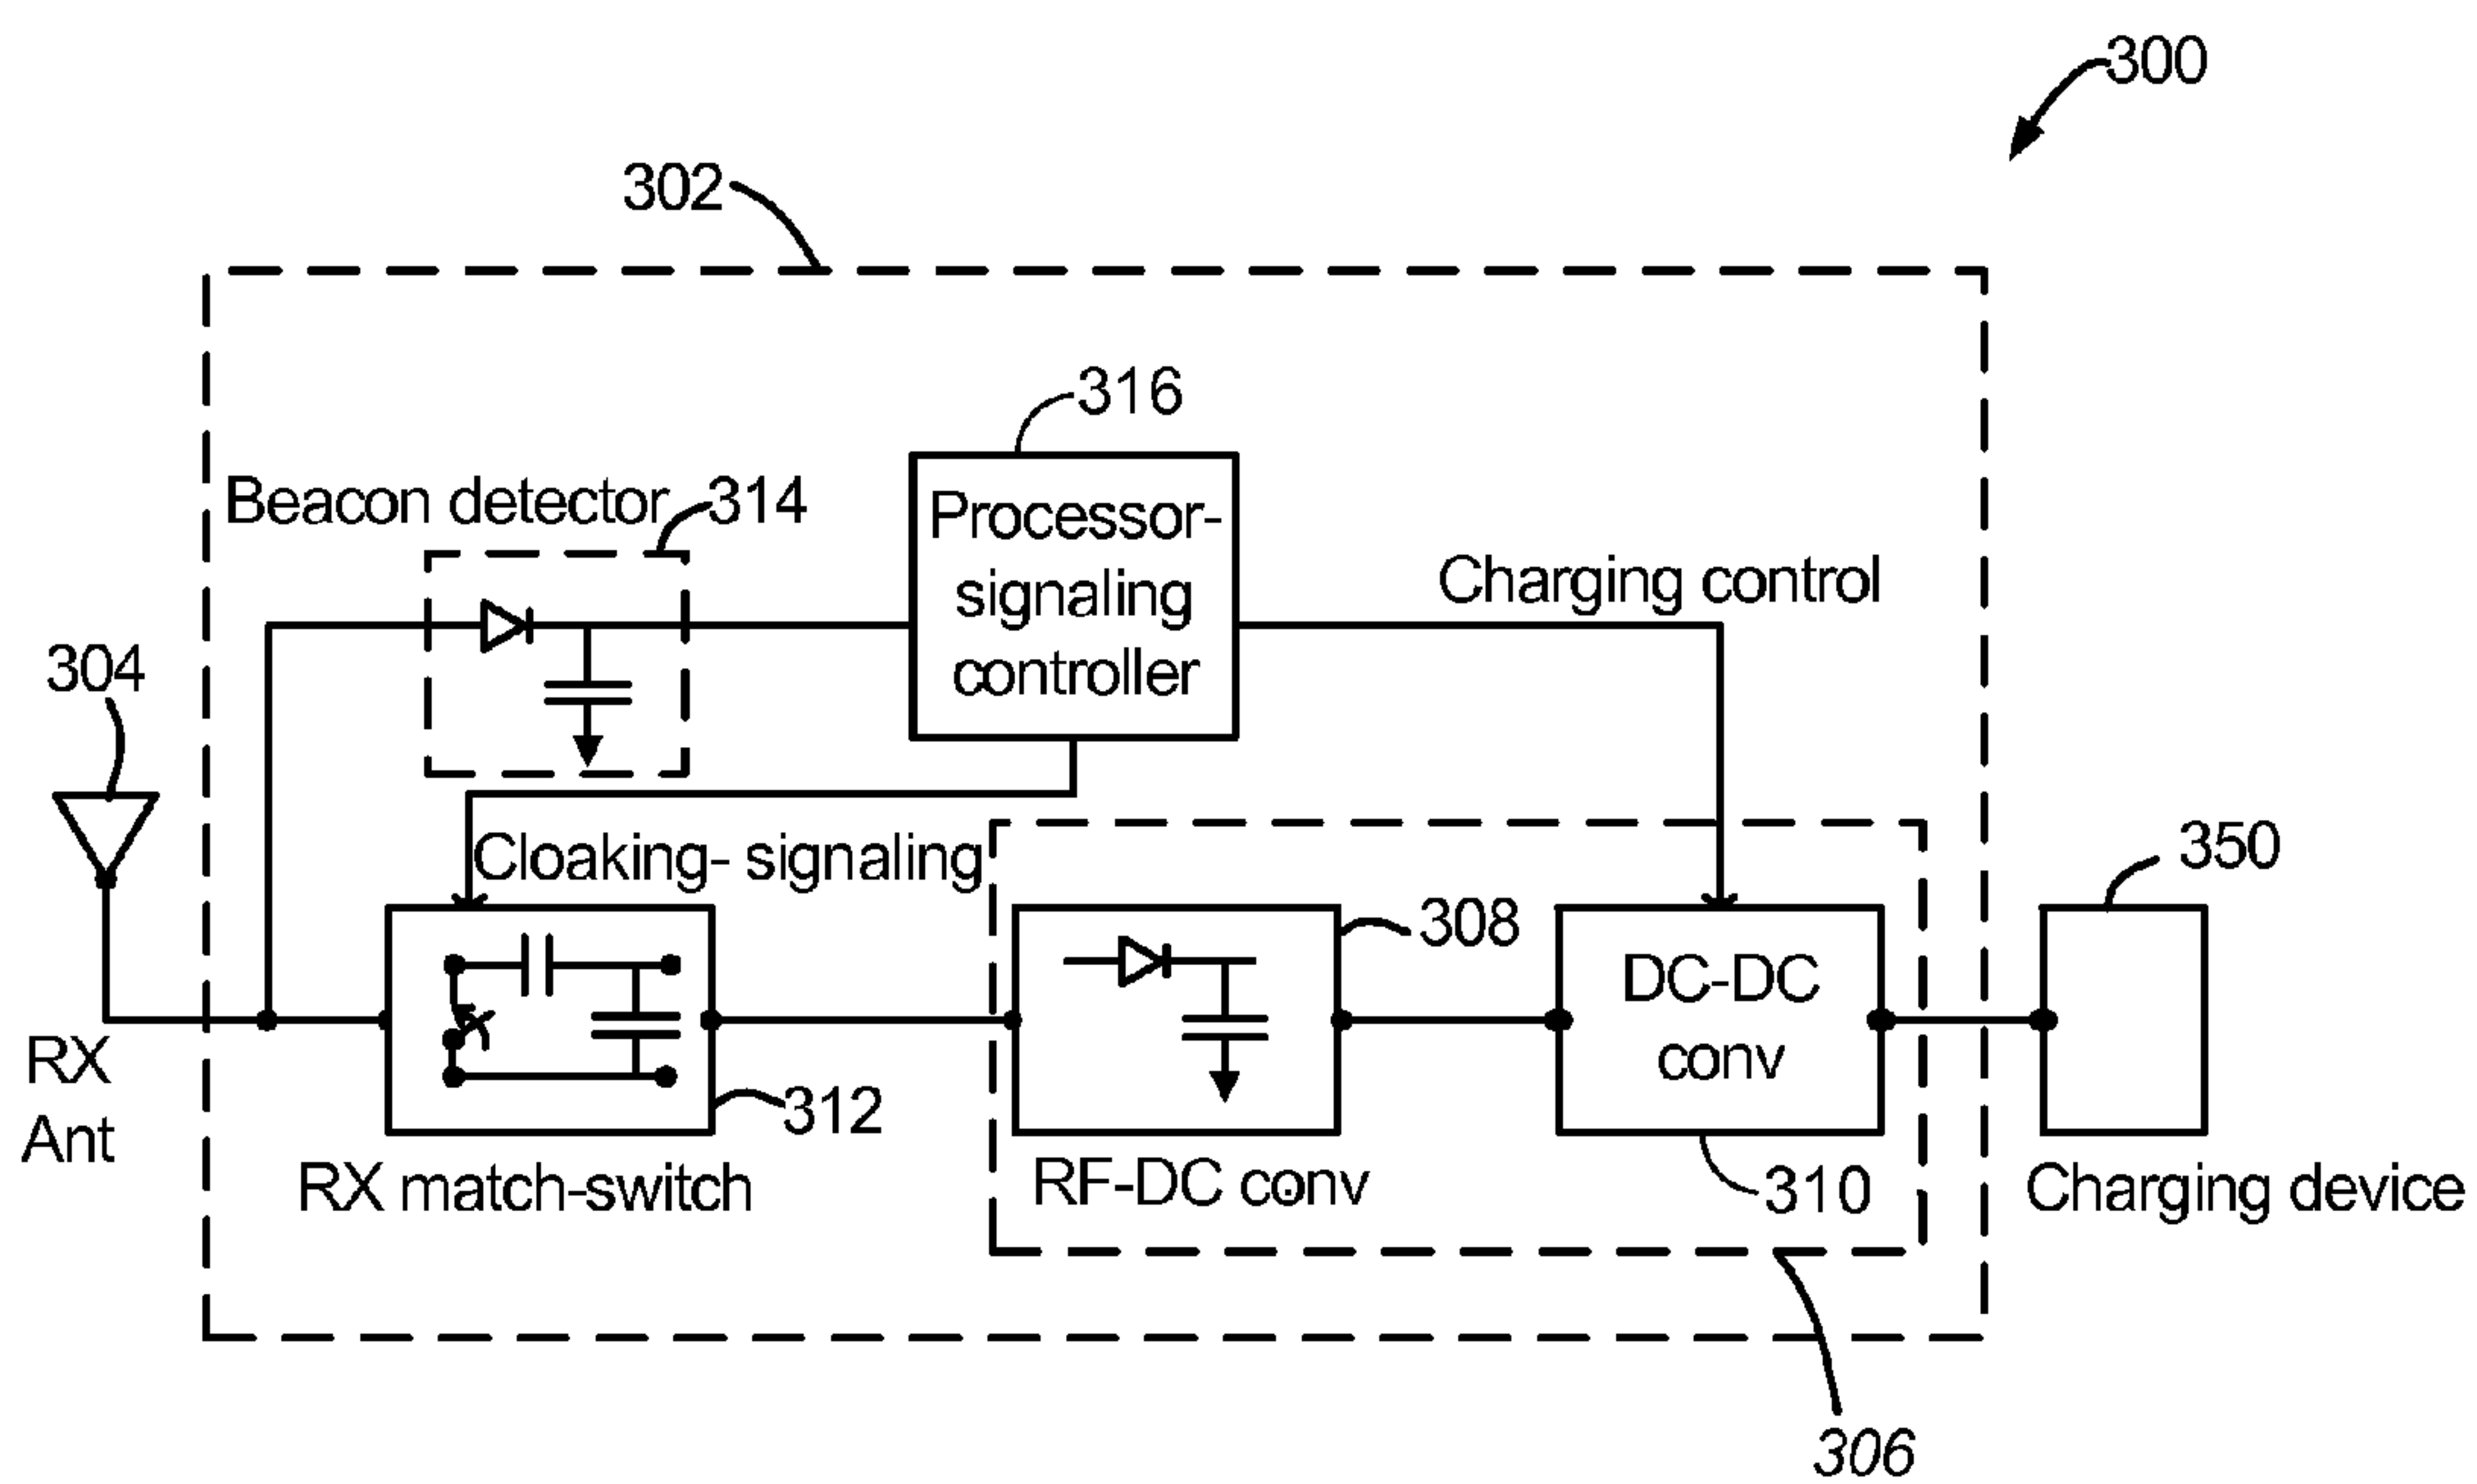 300
302
316
Beacon detector
314
Processor-
signaling
controller
Charging control
304
Cloaking- signaling
350
308
DC-DC
conv
RX
Ant
312
RX match-switch
RF-DC conv
310
Charging device
306